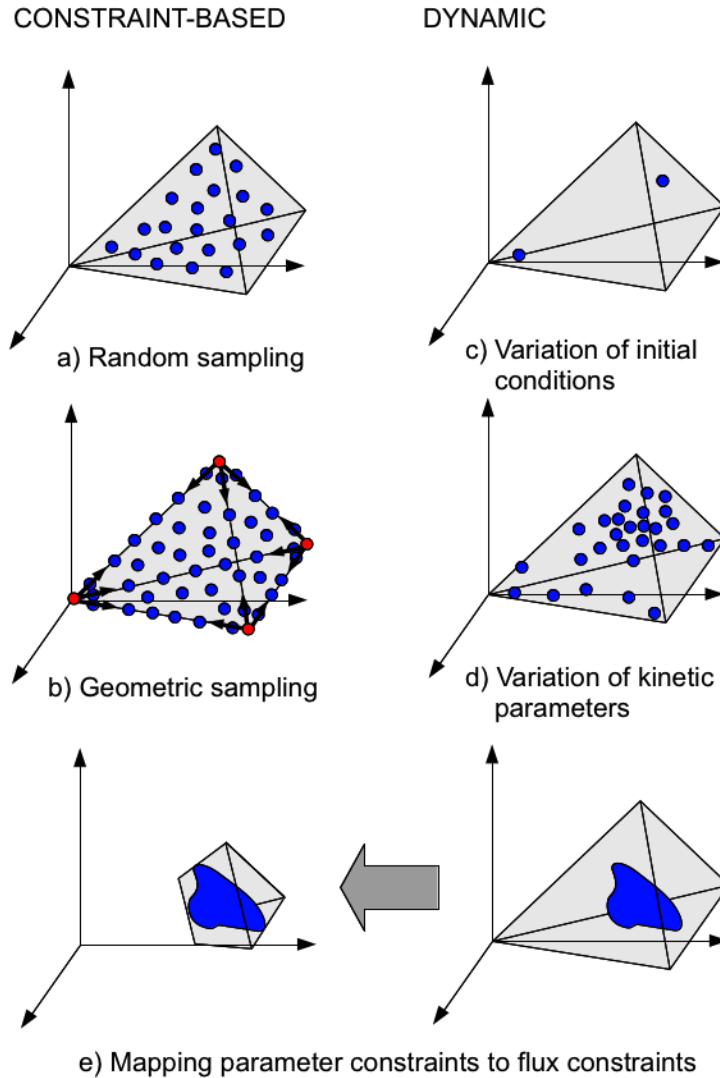 CONSTRAINT-BASED
DYNAMIC
a) Random sampling
c) Variation of initial
conditions
b) Geometric sampling
d) Variation of kinetic
parameters
e) Mapping parameter constraints to flux constraints